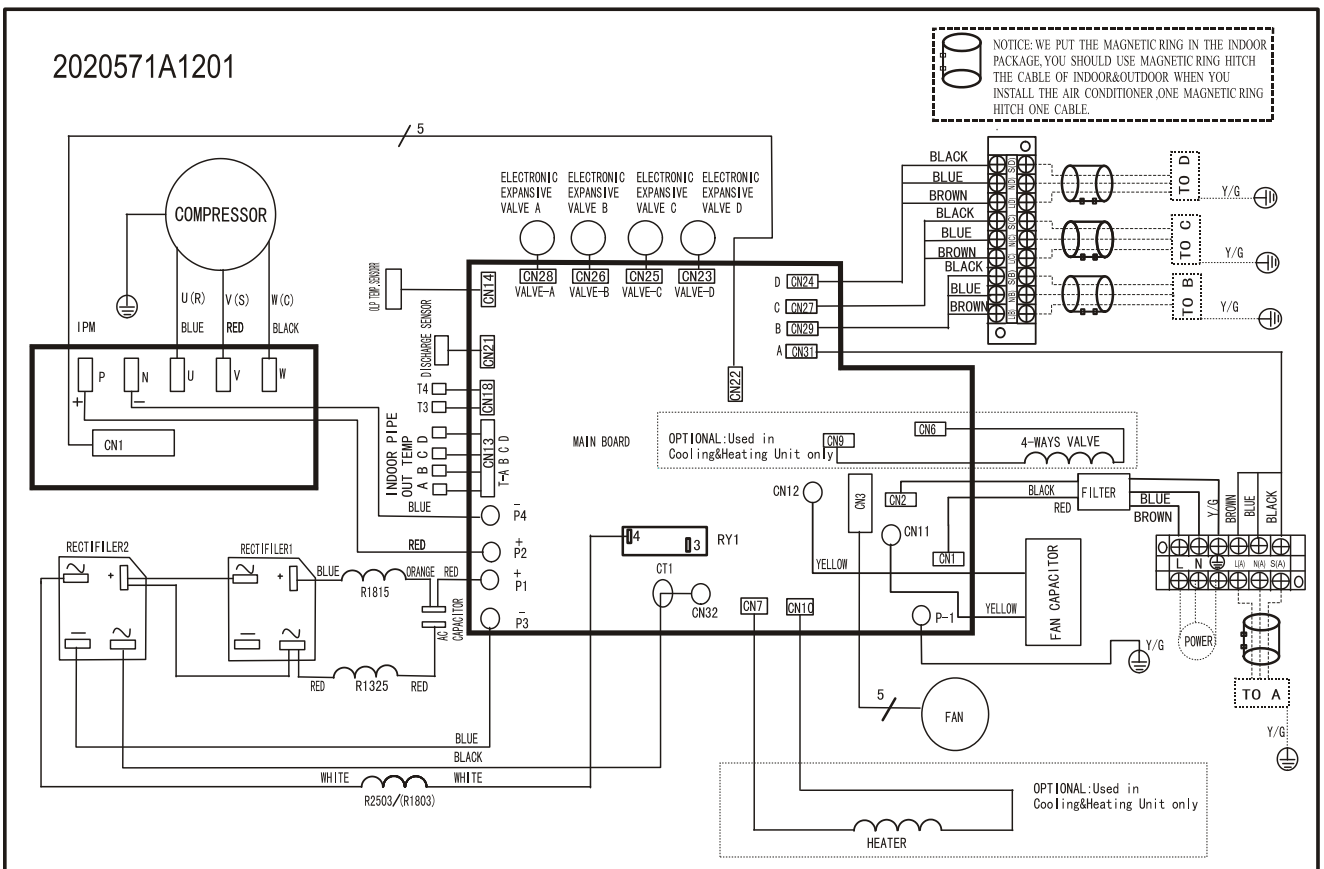 2020571A1201
NOTICE: WE PUT THE MAGNETIC RING IN THE INDOOR
PACKAGE, YOU SHOULD USE MAGNETIC RING HITCH
THE CABLE OF INDOOR&OUTDOOR WHEN YOU
INSTALL THE AIR CONDITIONER ,ONE MAGNETIC RING
HITCH ONE CABLE.
5
COMPRESSOR
U(R)
V(S)
W(C)
BLUE
RED
BLACK
IPM
P
N
U
V
W
+
−
CN1
ELECTRONIC
EXPANSIVE
VALVE A
ELECTRONIC
EXPANSIVE
VALVE B
ELECTRONIC
EXPANSIVE
VALVE C
ELECTRONIC
EXPANSIVE
VALVE D
CN28
CN26
CN25
CN23
VALVE-A
VALVE-B
VALVE-C
VALVE-D
OLP TEMP.SENSORR
CN14
DISCHARGE SENSOR
CN21
T4
T3
CN18
INDOOR PIPE
OUT TEMP
A B C D
CN13
T-A B C D
CN22
D CN24
C CN27
B CN29
A CN31
BLACK
BLUE
BROWN
BLACK
BLUE
BROWN
BLACK
BLUE
BROWN
S(D)
N(D)
L(D)
S(C)
N(C)
L(C)
S(B)
N(B)
L(B)
TO D
Y/G
TO C
Y/G
TO B
Y/G
MAIN BOARD
OPTIONAL:Used in
Cooling&Heating Unit only
CN9
CN6
4-WAYS VALVE
CN12
CN3
CN2
CN11
CN1
BLACK
RED
FILTER
BLUE
BROWN
Y/G
BROWN
BLUE
BLACK
L
N
L(A)
N(A)
S(A)
POWER
TO A
Y/G
BLUE
−
P4
RED
+
P2
+
P1
−
P3
4
3
RY1
CT1
CN32
CN7
CN10
P-1
YELLOW
YELLOW
FAN CAPACITOR
Y/G
5
FAN
RECTIFILER2
RECTIFILER1
+
+
BLUE
R1815
ORANGE
RED
AC
CAPACITOR
RED
R1325
RED
BLUE
BLACK
WHITE
WHITE
R2503/(R1803)
OPTIONAL:Used in
Cooling&Heating Unit only
HEATER